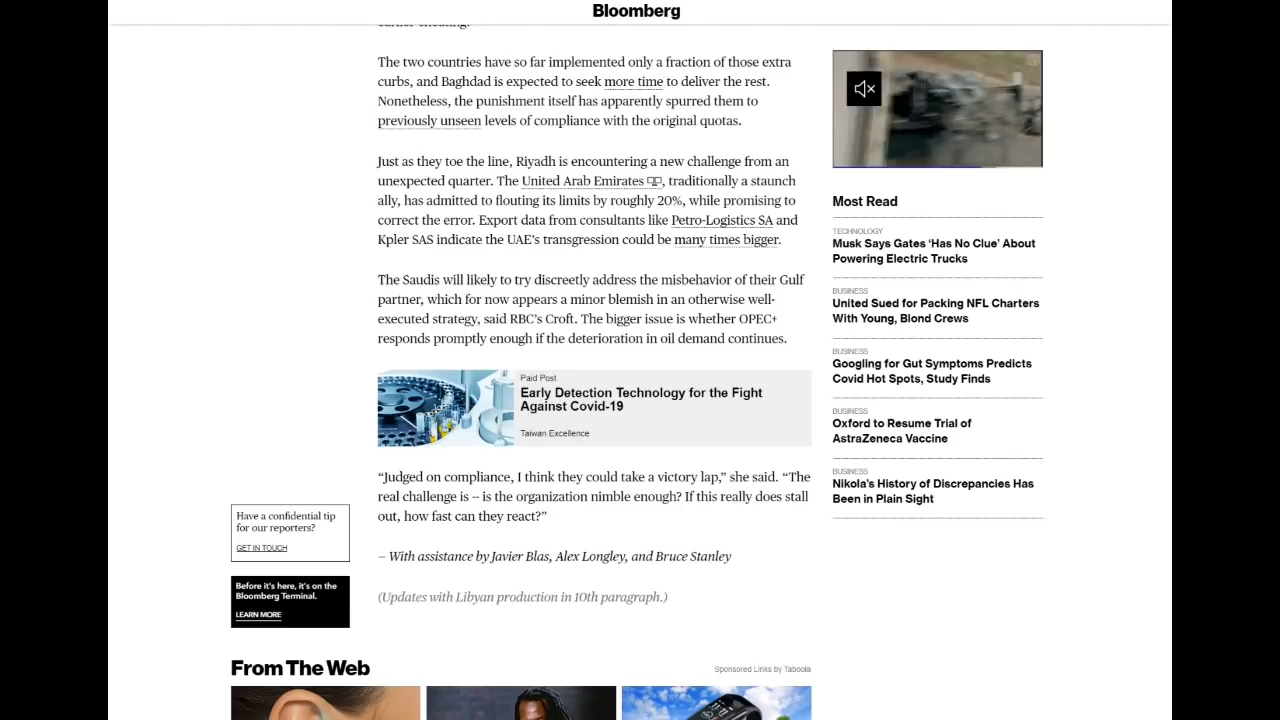 Bloomberg
earlier cheating.
The two countries have so far implemented only a fraction of those extra
curbs, and Baghdad is expected to seek more time to deliver the rest.
Nonetheless, the punishment itself has apparently spurred them to
previously unseen levels of compliance with the original quotas.
Just as they toe the line, Riyadh is encountering a new challenge from an
unexpected quarter. The United Arab Emirates, traditionally a staunch
ally, has admitted to flouting its limits by roughly 20%, while promising to
correct the error. Export data from consultants like Petro-Logistics SA and
Kpler SAS indicate the UAE’s transgression could be many times bigger.
The Saudis will likely to try discreetly address the misbehavior of their Gulf
partner, which for now appears a minor blemish in an otherwise well-
executed strategy, said RBC’s Croft. The bigger issue is whether OPEC+
responds promptly enough if the deterioration in oil demand continues.
Paid Post
Early Detection Technology for the Fight
Against Covid-19
Taiwan Excellence
“Judged on compliance, I think they could take a victory lap,” she said. “The
real challenge is -- is the organization nimble enough? If this really does stall
out, how fast can they react?”
– With assistance by Javier Blas, Alex Longley, and Bruce Stanley
(Updates with Libyan production in 10th paragraph.)
Have a confidential tip
for our reporters?
GET IN TOUCH
Before it's here, it's on the
Bloomberg Terminal.
LEARN MORE
Most Read
TECHNOLOGY
Musk Says Gates ‘Has No Clue’ About
Powering Electric Trucks
BUSINESS
United Sued for Packing NFL Charters
With Young, Blond Crews
BUSINESS
Googling for Gut Symptoms Predicts
Covid Hot Spots, Study Finds
BUSINESS
Oxford to Resume Trial of
AstraZeneca Vaccine
BUSINESS
Nikola’s History of Discrepancies Has
Been in Plain Sight
From The Web
Sponsored Links by Taboola